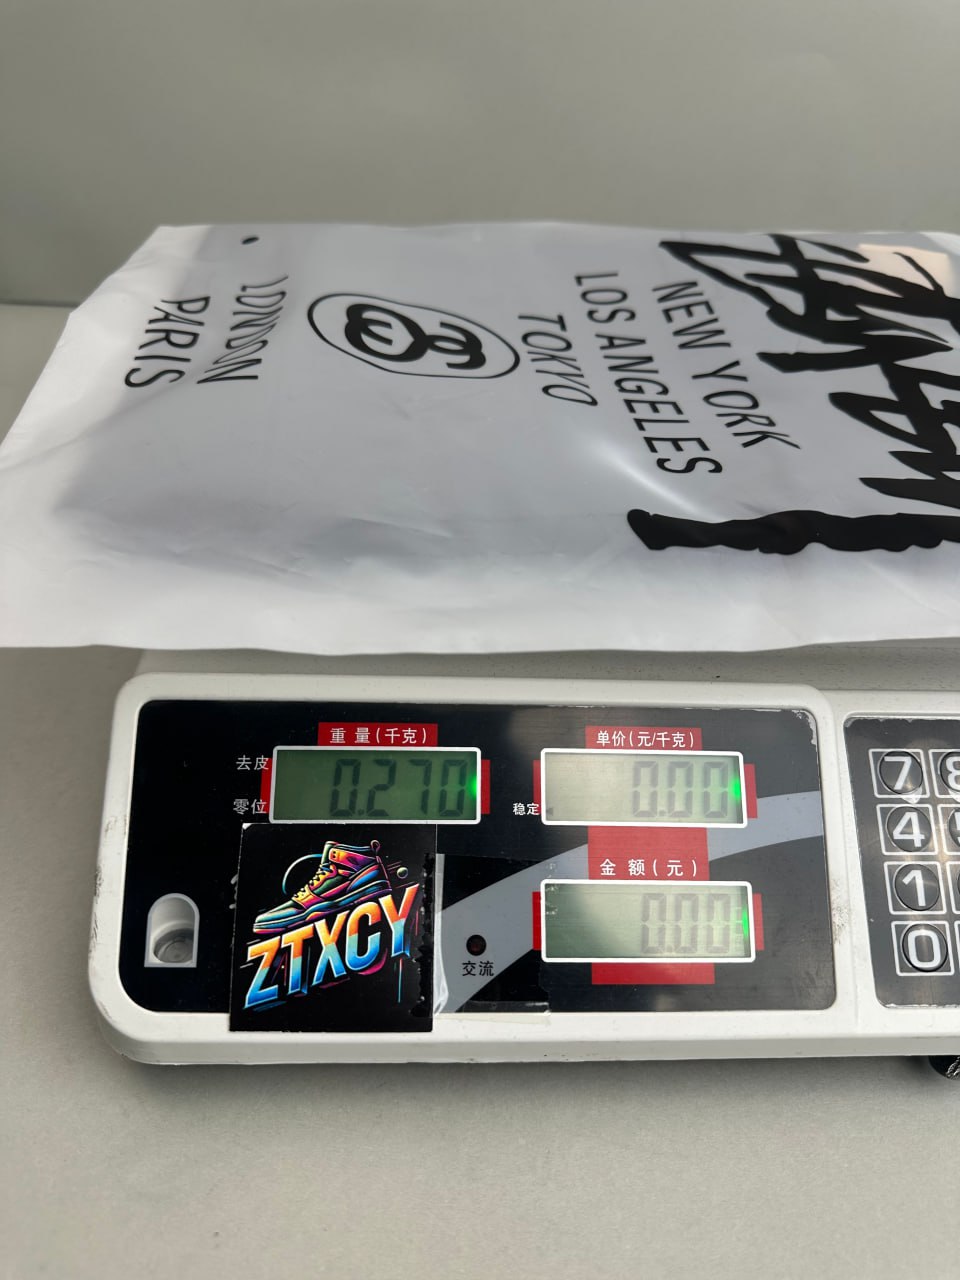 LONDON
PARIS
TOKYO
NEW YORK
LOS ANGELES
重量(千克)
去皮
零位
0.270
单价(元/千克)
稳定
0.00
金额(元)
0.00
交流
ZTXCY
7
8
4
5
1
0